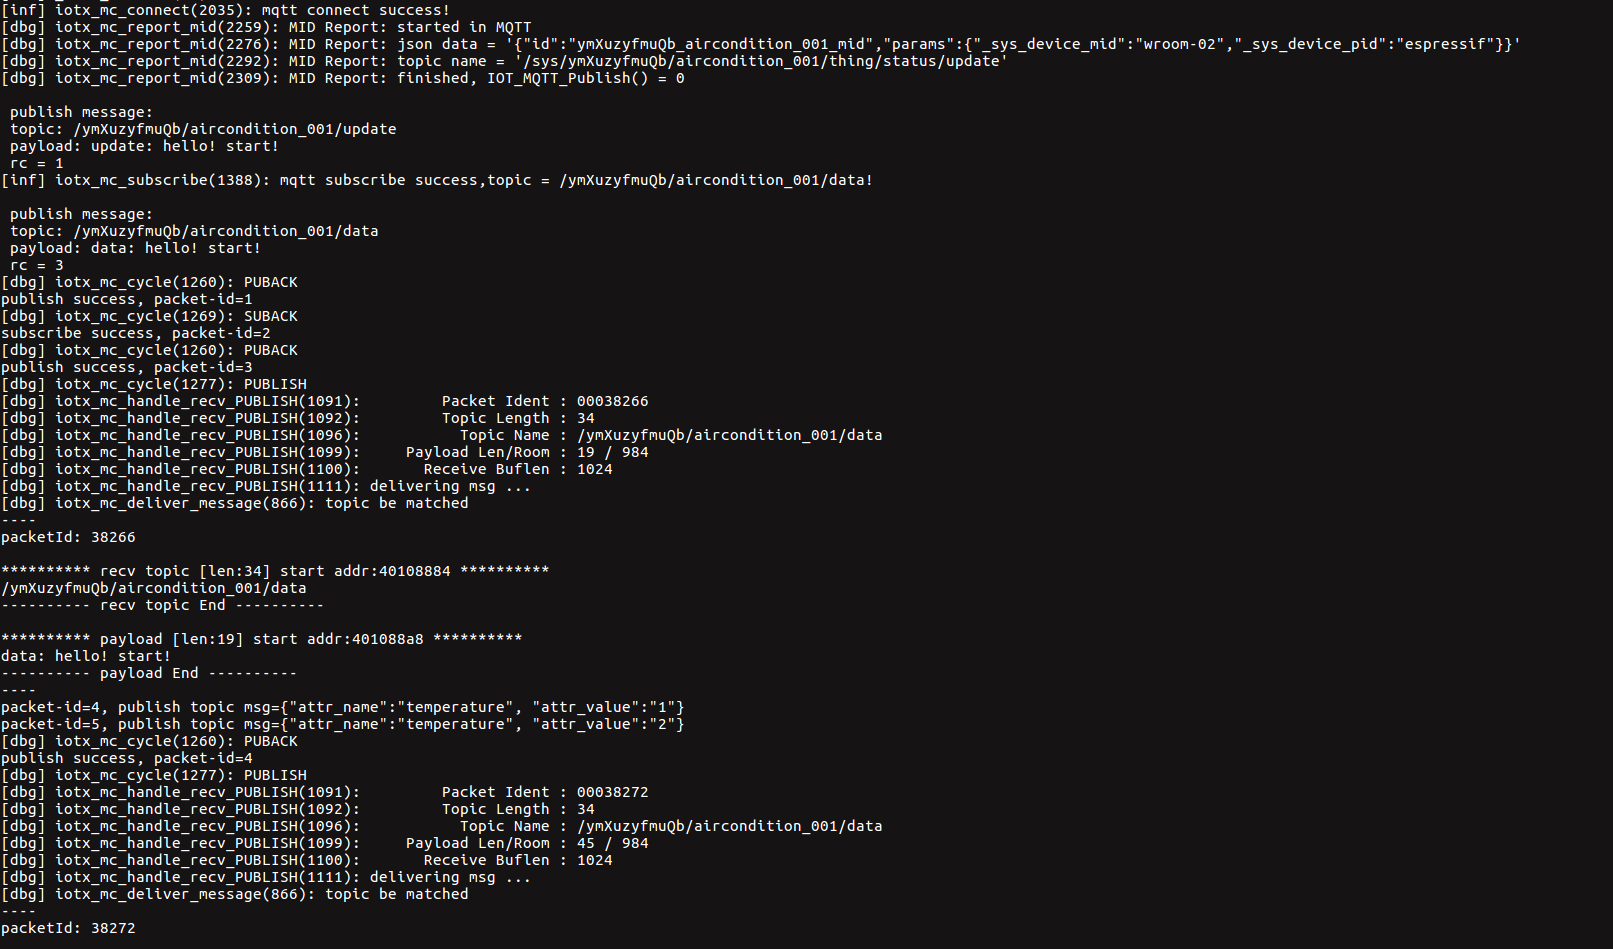 [inf] iotx_mc_connect(2035): mqtt connect success!
[dbg] iotx_mc_report_mid(2259): MID Report: started in MQTT
[dbg] iotx_mc_report_mid(2276): MID Report: json data = '{"id":"ymXuzyfmuQb_aircondition_001_mid","params":{"_sys_device_mid":"wroom-02","_sys_device_pid":"espressif"}}'
[dbg] iotx_mc_report_mid(2292): MID Report: topic name = '/sys/ymXuzyfmuQb/aircondition_001/thing/status/update'
[dbg] iotx_mc_report_mid(2309): MID Report: finished, IOT_MQTT_Publish() = 0
publish message:
topic: /ymXuzyfmuQb/aircondition_001/update
payload: update: hello! start!
rc = 1
[inf] iotx_mc_subscribe(1388): mqtt subscribe success,topic = /ymXuzyfmuQb/aircondition_001/data!
publish message:
topic: /ymXuzyfmuQb/aircondition_001/data
payload: data: hello! start!
rc = 3
[dbg] iotx_mc_cycle(1260): PUBACK
publish success, packet-id=1
[dbg] iotx_mc_cycle(1269): SUBACK
subscribe success, packet-id=2
[dbg] iotx_mc_cycle(1260): PUBACK
publish success, packet-id=3
[dbg] iotx_mc_cycle(1277): PUBLISH
[dbg] iotx_mc_handle_recv_PUBLISH(1091):         Packet Ident : 00038266
[dbg] iotx_mc_handle_recv_PUBLISH(1092):         Topic Length : 34
[dbg] iotx_mc_handle_recv_PUBLISH(1096):           Topic Name : /ymXuzyfmuQb/aircondition_001/data
[dbg] iotx_mc_handle_recv_PUBLISH(1099):     Payload Len/Room : 19 / 984
[dbg] iotx_mc_handle_recv_PUBLISH(1100):       Receive Buflen : 1024
[dbg] iotx_mc_handle_recv_PUBLISH(1111): delivering msg ...
[dbg] iotx_mc_deliver_message(866): topic be matched
----
packetId: 38266
********** recv topic [len:34] start addr:40108884 **********
/ymXuzyfmuQb/aircondition_001/data
---------- recv topic End ----------
********** payload [len:19] start addr:401088a8 **********
data: hello! start!
---------- payload End ----------
----
packet-id=4, publish topic msg={"attr_name":"temperature", "attr_value":"1"}
packet-id=5, publish topic msg={"attr_name":"temperature", "attr_value":"2"}
[dbg] iotx_mc_cycle(1260): PUBACK
publish success, packet-id=4
[dbg] iotx_mc_cycle(1277): PUBLISH
[dbg] iotx_mc_handle_recv_PUBLISH(1091):         Packet Ident : 00038272
[dbg] iotx_mc_handle_recv_PUBLISH(1092):         Topic Length : 34
[dbg] iotx_mc_handle_recv_PUBLISH(1096):           Topic Name : /ymXuzyfmuQb/aircondition_001/data
[dbg] iotx_mc_handle_recv_PUBLISH(1099):     Payload Len/Room : 45 / 984
[dbg] iotx_mc_handle_recv_PUBLISH(1100):       Receive Buflen : 1024
[dbg] iotx_mc_handle_recv_PUBLISH(1111): delivering msg ...
[dbg] iotx_mc_deliver_message(866): topic be matched
----
packetId: 38272